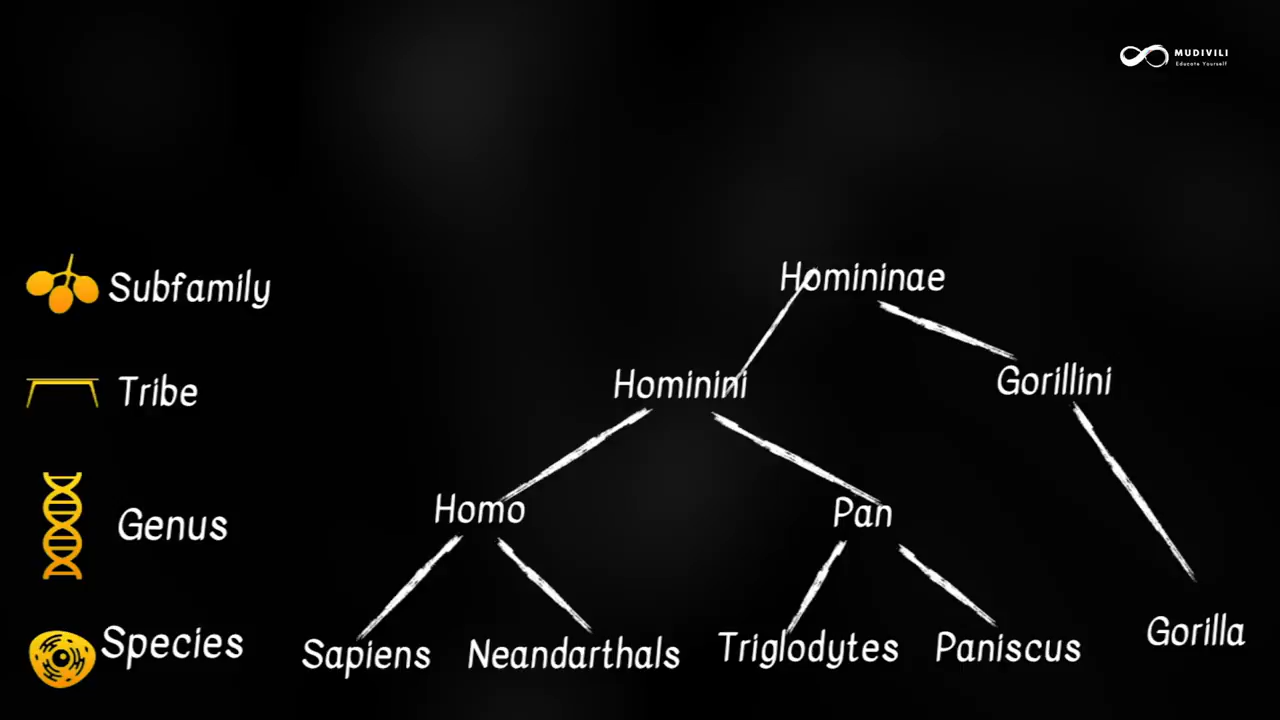 MUDIVILI
Educate Yourself
Subfamily
Homininae
Tribe
Hominini
Gorillini
Genus
Homo
Pan
Species
Sapiens
Neandarthals
Triglodytes
Paniscus
Gorilla